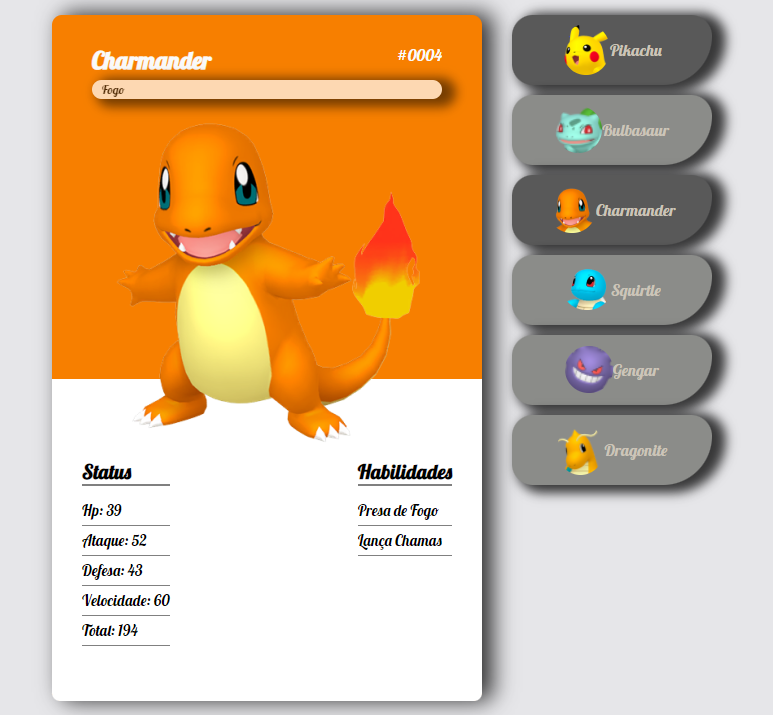 Charmander
#0004
Fogo
Status
Hp: 39
Ataque: 52
Defesa: 43
Velocidade: 60
Total: 194
Habilidades
Presa de Fogo
Lança Chamas
Pikachu
Bulbasaur
Charmander
Squirtle
Gengar
Dragonite